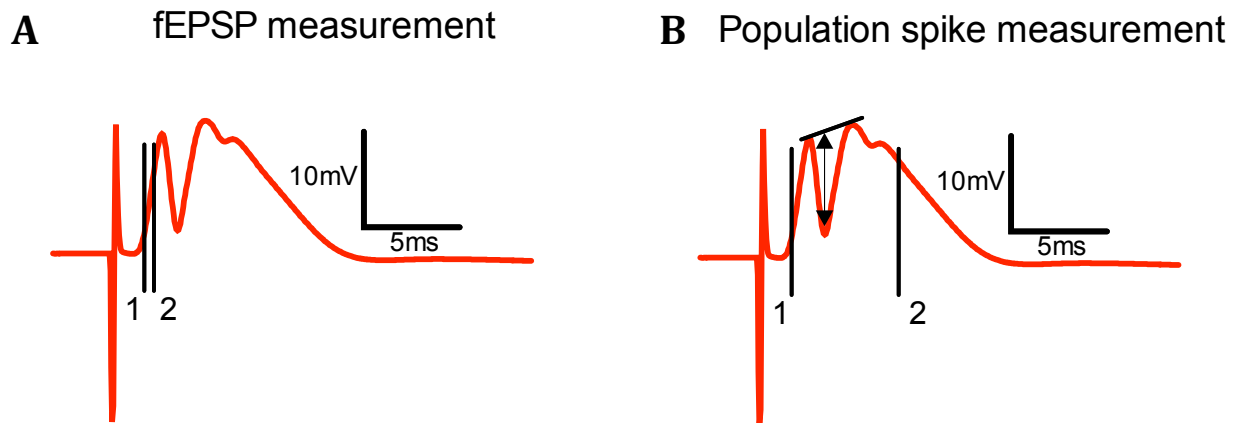 A fEPSP measurement
10mV
5ms
1 2
B Population spike measurement
10mV
5ms
1 2